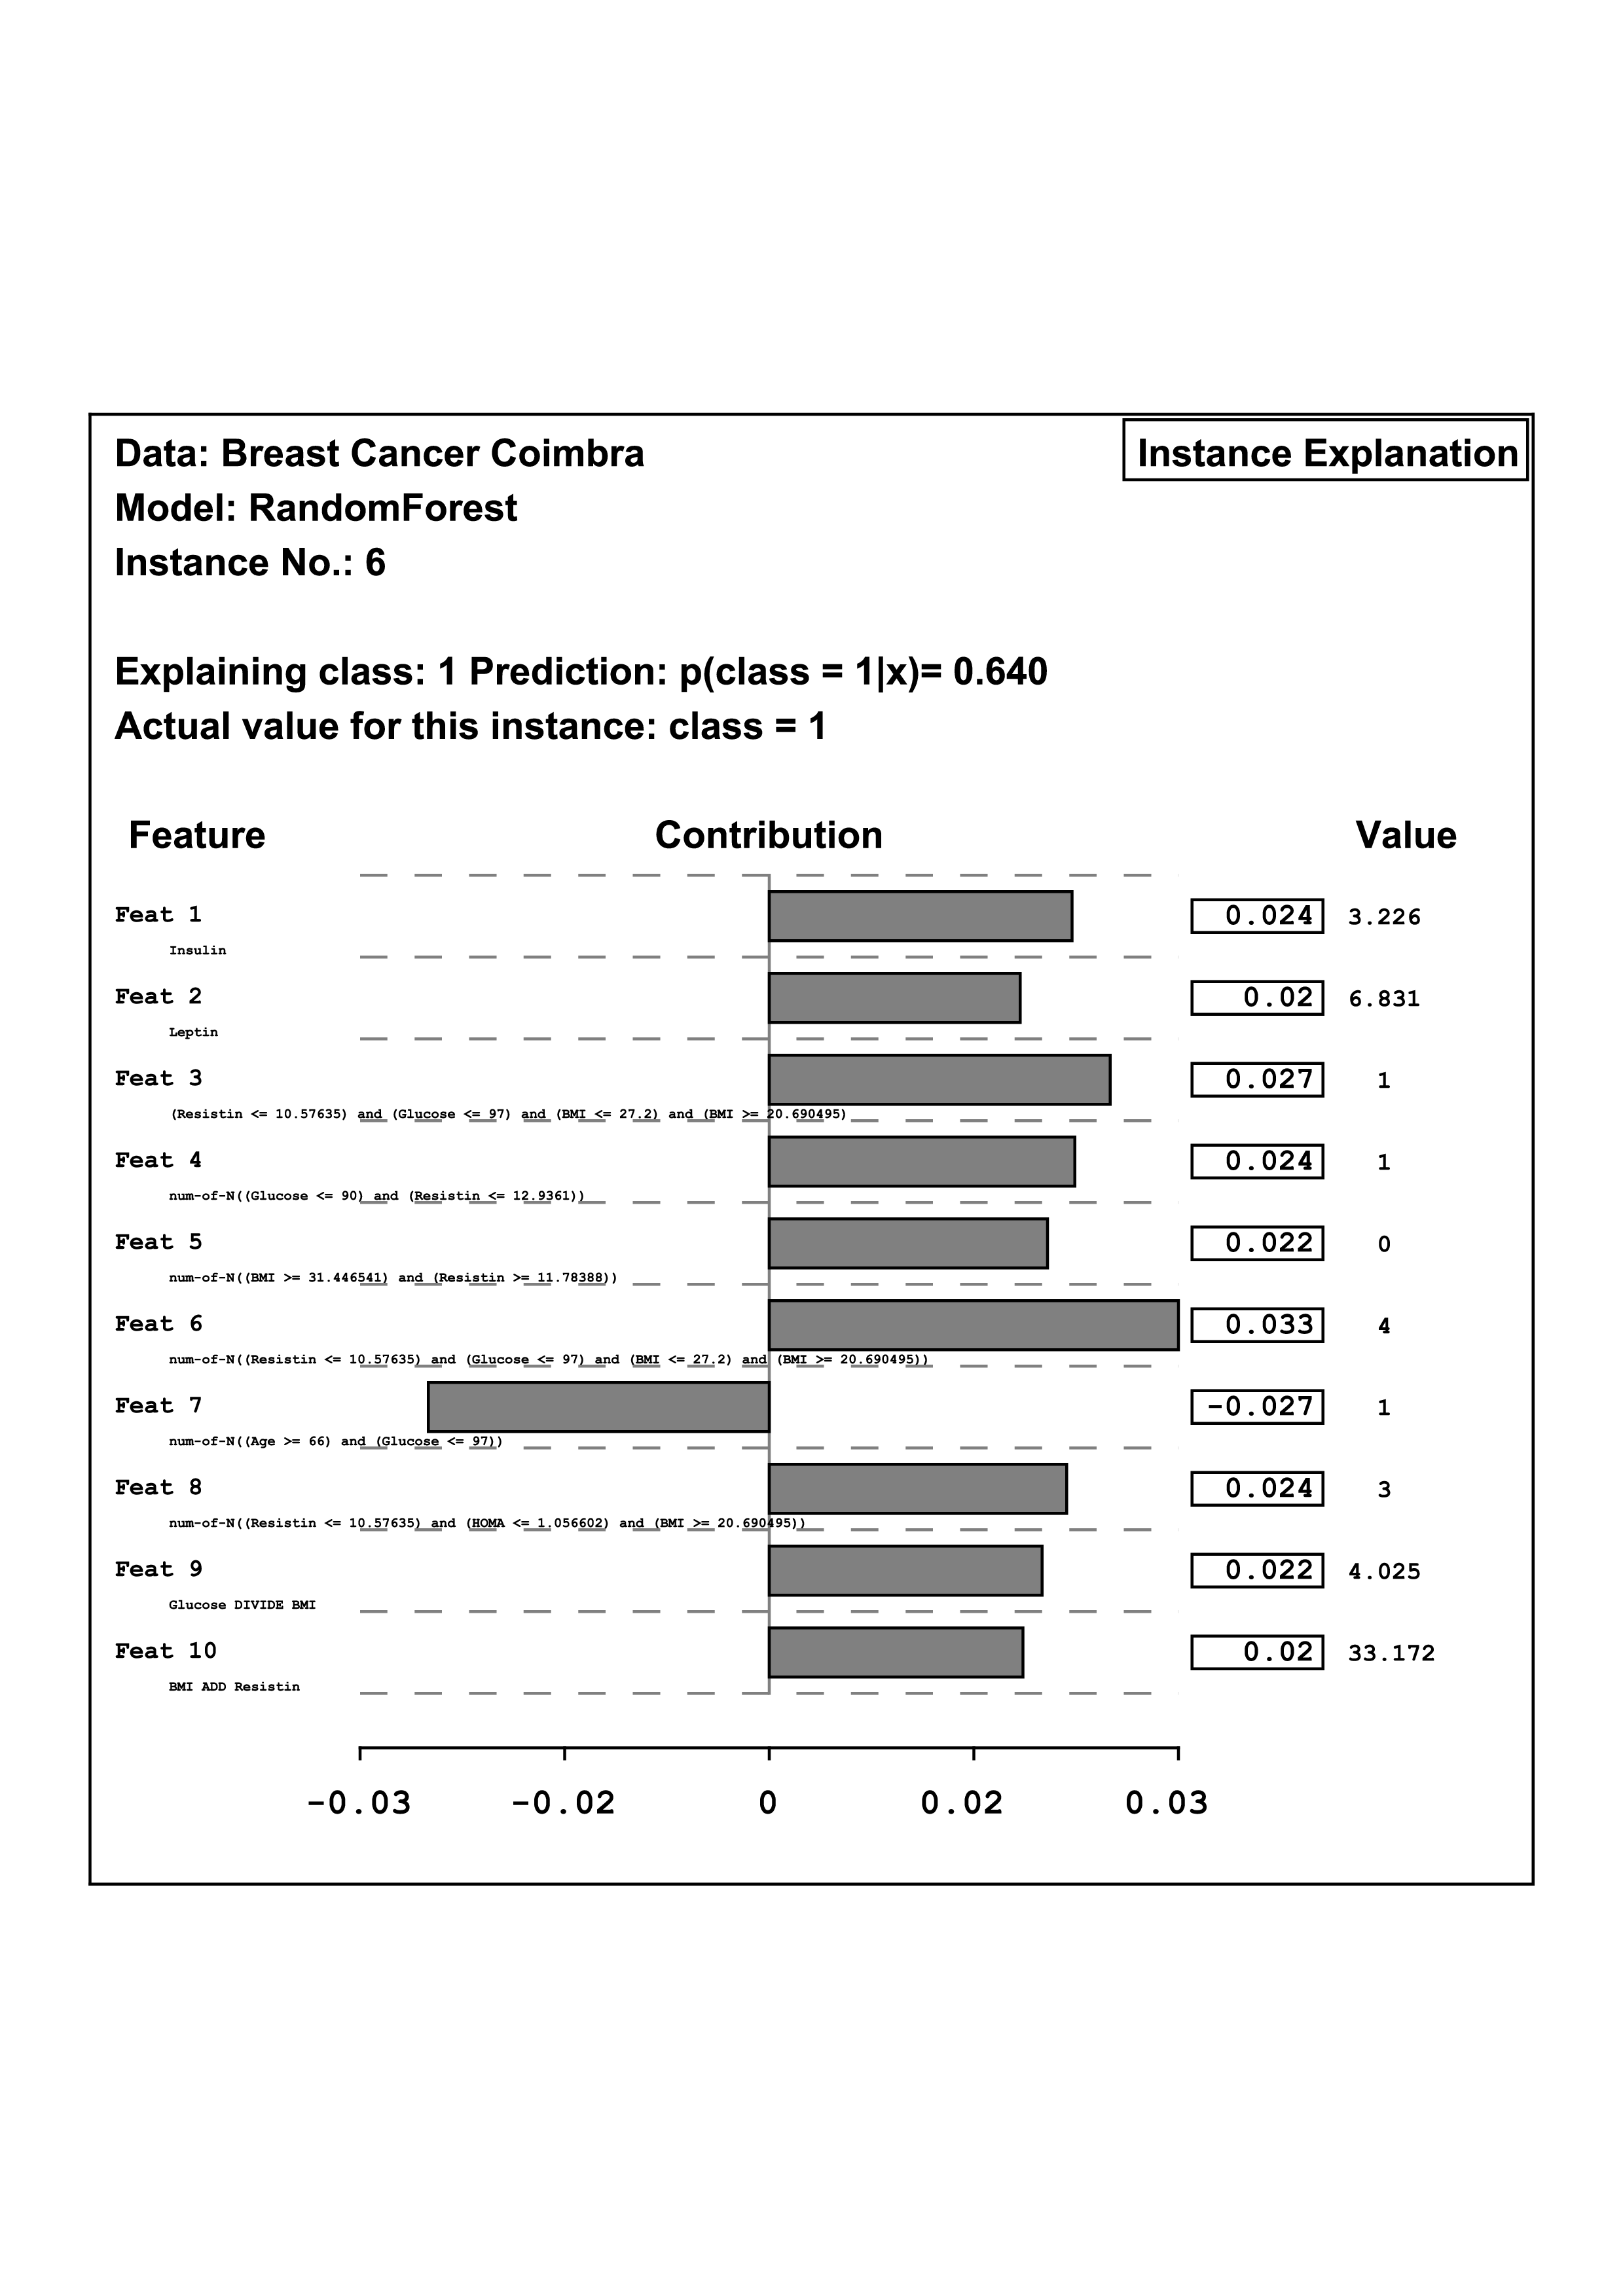 Data: Breast Cancer Coimbra
Instance Explanation
Model: RandomForest
Instance No.: 6
Explaining class: 1 Prediction: p(class = 1|x)= 0.640
Actual value for this instance: class = 1
Feature Contribution Value
Feat 1 0.024 3.226
Insulin
Feat 2 0.02 6.831
Leptin
Feat 3 0.027 1
(Resistin <= 10.57635) and (Glucose <= 97) and (BMI <= 27.2) and (BMI >= 20.690495)
Feat 4 0.024 1
num-of-N((Glucose <= 90) and (Resistin <= 12.9361))
Feat 5 0.022 0
num-of-N((BMI >= 31.446541) and (Resistin >= 11.78388))
Feat 6 0.033 4
num-of-N((Resistin <= 10.57635) and (Glucose <= 97) and (BMI <= 27.2) and (BMI >= 20.690495))
Feat 7 -0.027 1
num-of-N((Age >= 66) and (Glucose <= 97))
Feat 8 0.024 3
num-of-N((Resistin <= 10.57635) and (HOMA <= 1.056602) and (BMI >= 20.690495))
Feat 9 0.022 4.025
Glucose DIVIDE BMI
Feat 10 0.02 33.172
BMI ADD Resistin
-0.03 -0.02 0 0.02 0.03